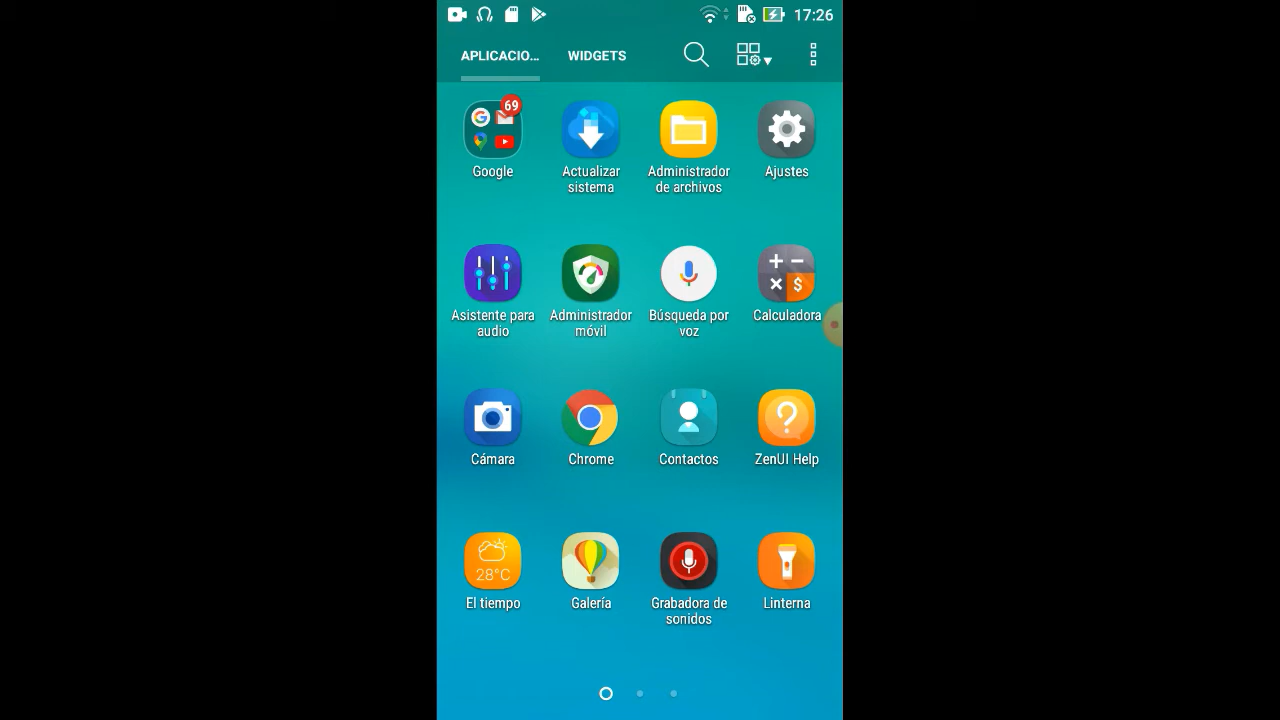 17:26
APLICACIO...
WIDGETS
69
Google
Actualizar
sistema
Administrador
de archivos
Ajustes
Asistente para
audio
Administrador
móvil
Búsqueda por
voz
Calculadora
Cámara
Chrome
Contactos
ZenUI Help
28°C
El tiempo
Galería
Grabadora de
sonidos
Linterna